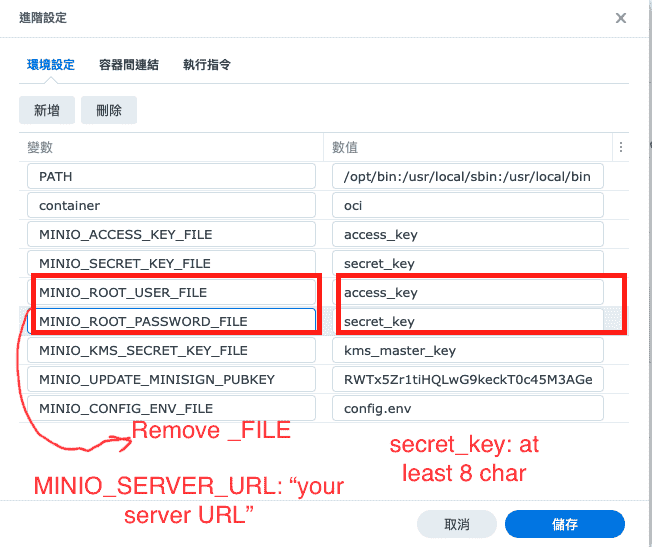 進階設定
環境設定 容器間連結 執行指令
新增 刪除
變數 數值
PATH /opt/bin:/usr/local/sbin:/usr/local/bin
container oci
MINIO_ACCESS_KEY_FILE access_key
MINIO_SECRET_KEY_FILE secret_key
MINIO_ROOT_USER_FILE access_key
MINIO_ROOT_PASSWORD_FILE secret_key
MINIO_KMS_SECRET_KEY_FILE kms_master_key
MINIO_UPDATE_MINISIGN_PUBKEY RWTx5Zr1tiHQLwG9keckT0c45M3AGe
MINIO_CONFIG_ENV_FILE config.env
Remove _FILE
secret_key: at
least 8 char
MINIO_SERVER_URL: “your
server URL”
取消 儲存